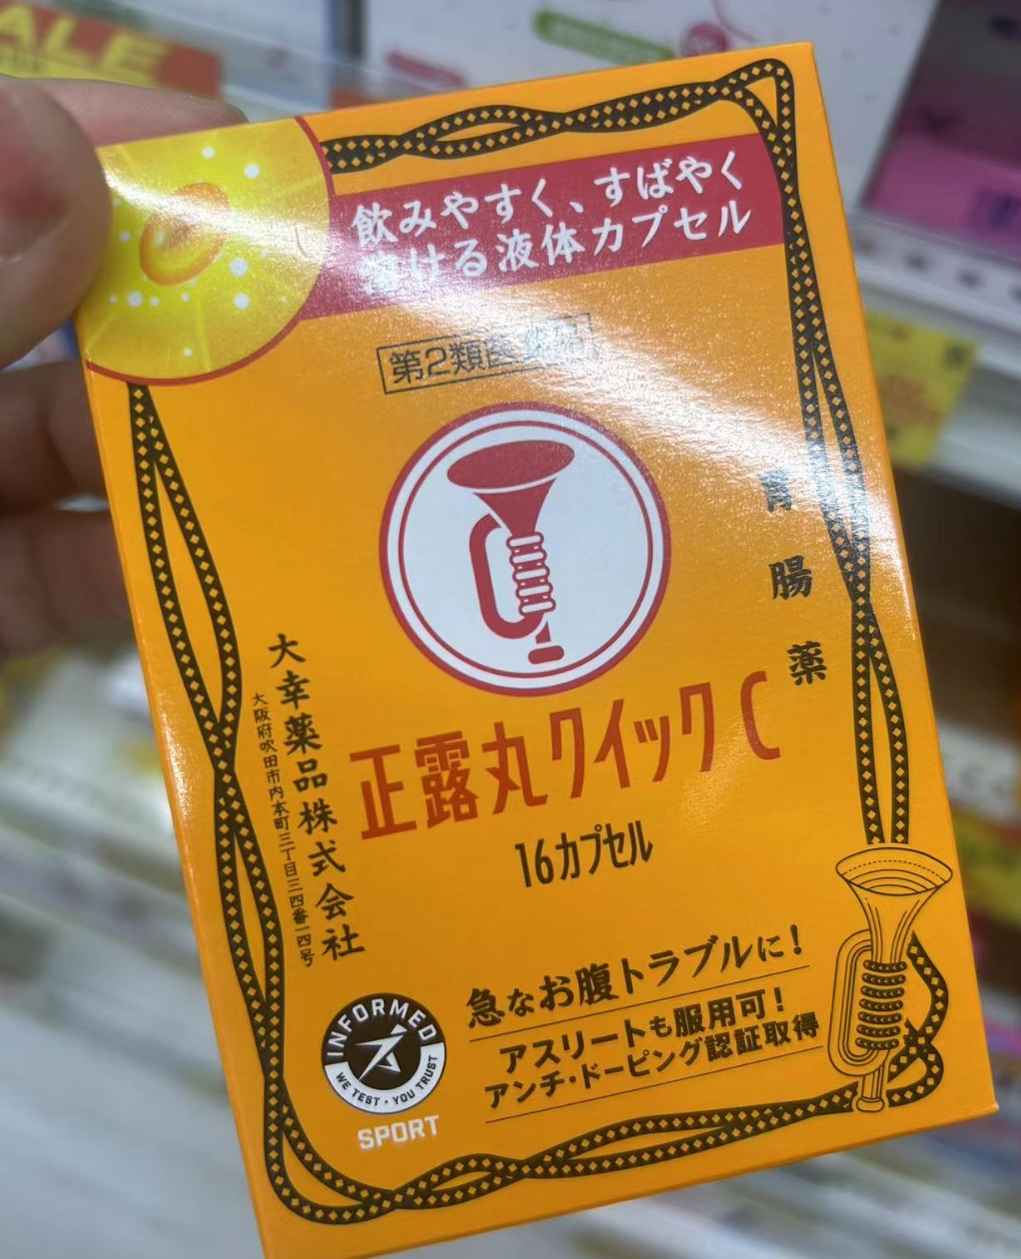 ALE
飲みやすく、すばやく
溶ける液体カプセル
第2類医薬品
胃腸薬
正露丸クイックC
16カプセル
大幸薬品株式会社
大阪府吹田市内本町三丁目三四番一四号
急なお腹トラブルに!
アスリートも服用可!
アンチ・ドーピング認証取得
INFORMED
WE TEST・YOU TRUST
SPORT